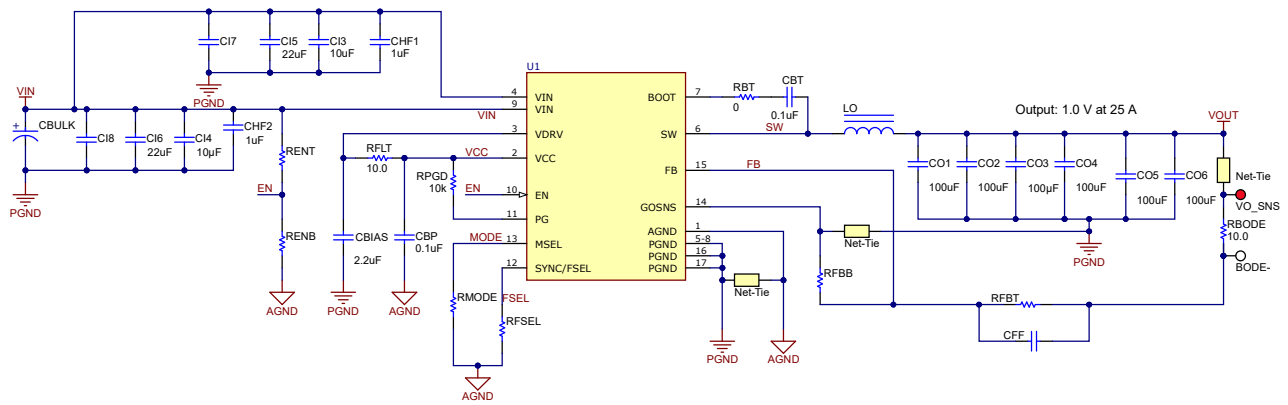 CI7
CI5
22uF
CI3
10uF
CHF1
1uF
PGND
VIN
+
CBULK
CI8
CI6
22uF
CI4
10µF
CHF2
1uF
PGND
RENT
EN
RENB
AGND
U1
4
VIN
9
VIN
VIN
3
VDRV
2
VCC
VCC
10
EN
EN
11
PG
13
MSEL
MODE
12
SYNC/FSEL
FSEL
RFLT
10.0
RPGD
10k
CBIAS
2.2uF
PGND
CBP
0.1uF
AGND
RMODE
RFSEL
AGND
BOOT
7
SW
6
FB
15
GOSNS
14
AGND
1
PGND
5-8
PGND
16
PGND
17
RBT
0
CBT
0.1uF
SW
FB
LO
Output: 1.0 V at 25 A
VOUT
CO1
100uF
CO2
100uF
CO3
100µF
CO4
100uF
CO5
100uF
CO6
100uF
Net-Tie
VO_SNS
RBODE
10.0
BODE-
Net-Tie
PGND
RFBB
RFBT
CFF
Net-Tie
PGND
AGND